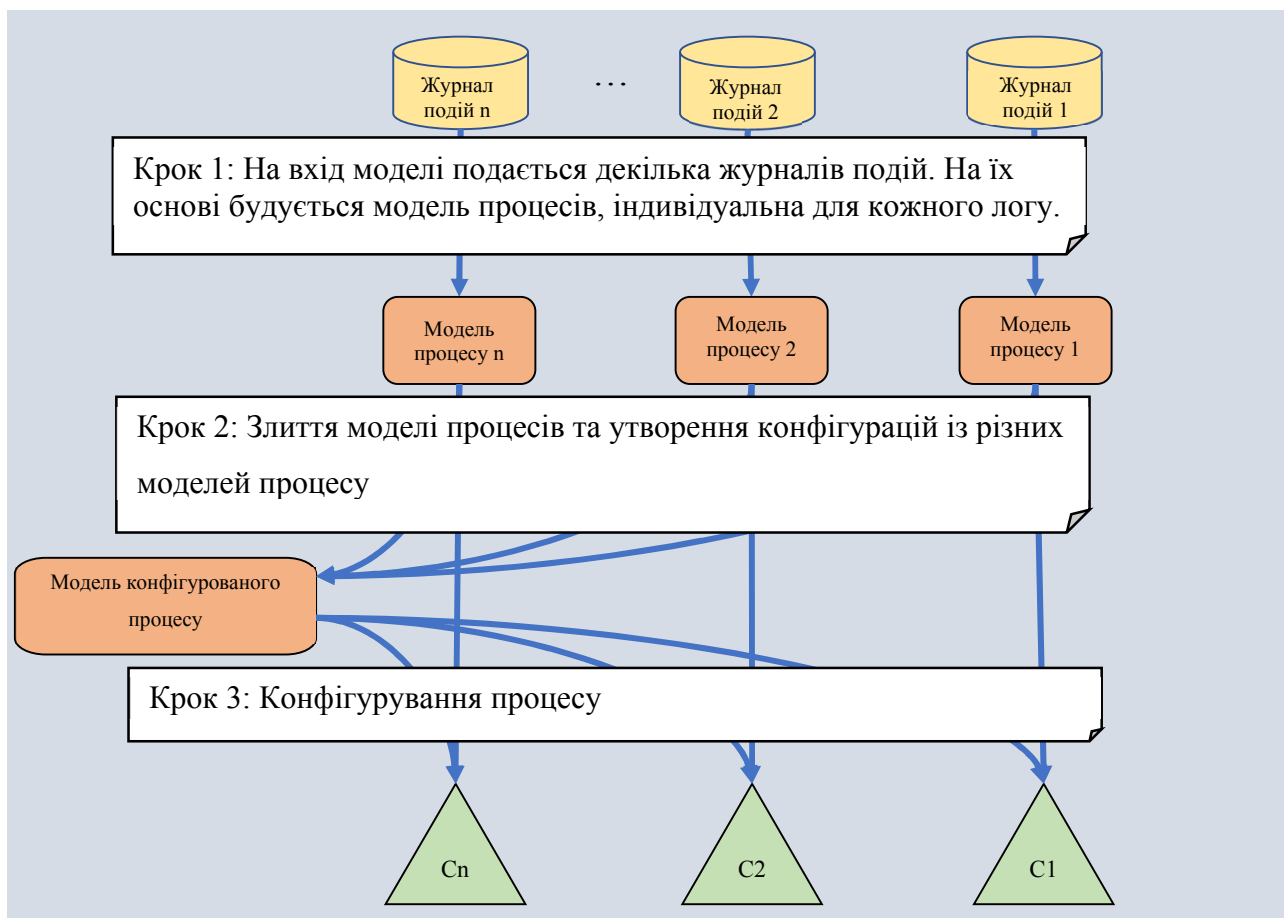 Журнал
подій n
...
Журнал
подій 2
Журнал
подій 1
Крок 1: На вхід моделі подається декілька журналів подій. На їх
основі будується модель процесів, індивідуальна для кожного логу.
Модель
процесу n
Модель
процесу 2
Модель
процесу 1
Крок 2: Злиття моделі процесів та утворення конфігурацій із різних
моделей процесу
Модель конфігурованого
процесу
Крок 3: Конфігурування процесу
Cn
C2
C1